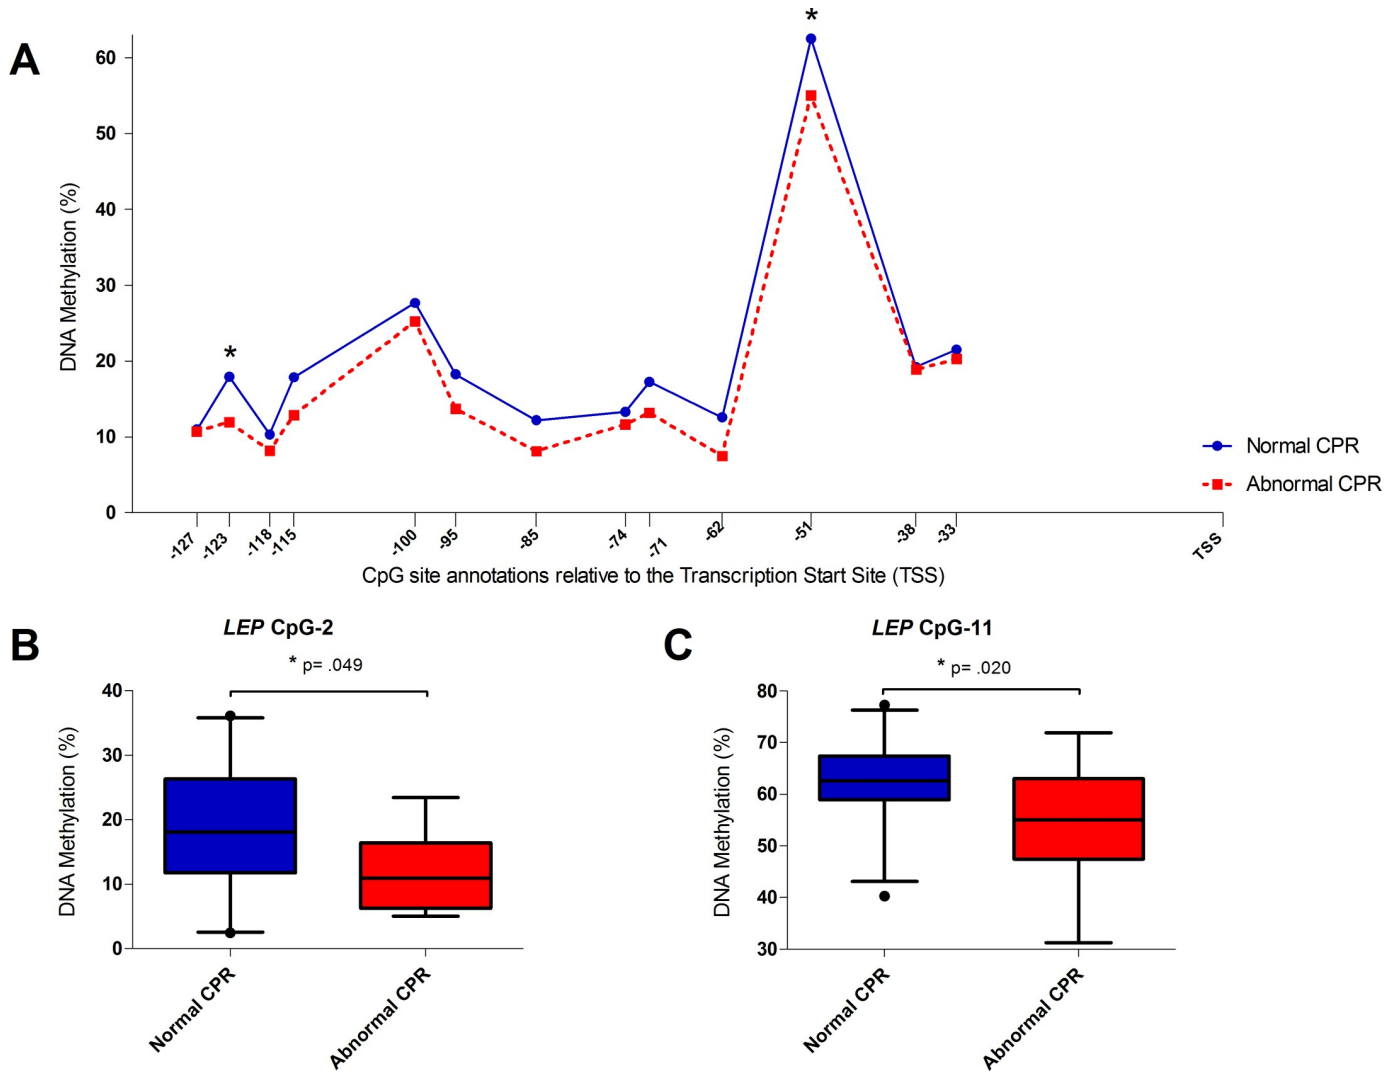 A
*
*
DNA Methylation (%)
60
50
40
30
20
10
0
-127
-123
-118
-115
-100
-95
-85
-74
-71
-62
-51
-38
-33
TSS
CpG site annotations relative to the Transcription Start Site (TSS)
Normal CPR
Abnormal CPR
B
LEP CpG-2
* p= .049
DNA Methylation (%)
40
30
20
10
0
Normal CPR
Abnormal CPR
C
LEP CpG-11
* p= .020
DNA Methylation (%)
80
70
60
50
40
30
Normal CPR
Abnormal CPR